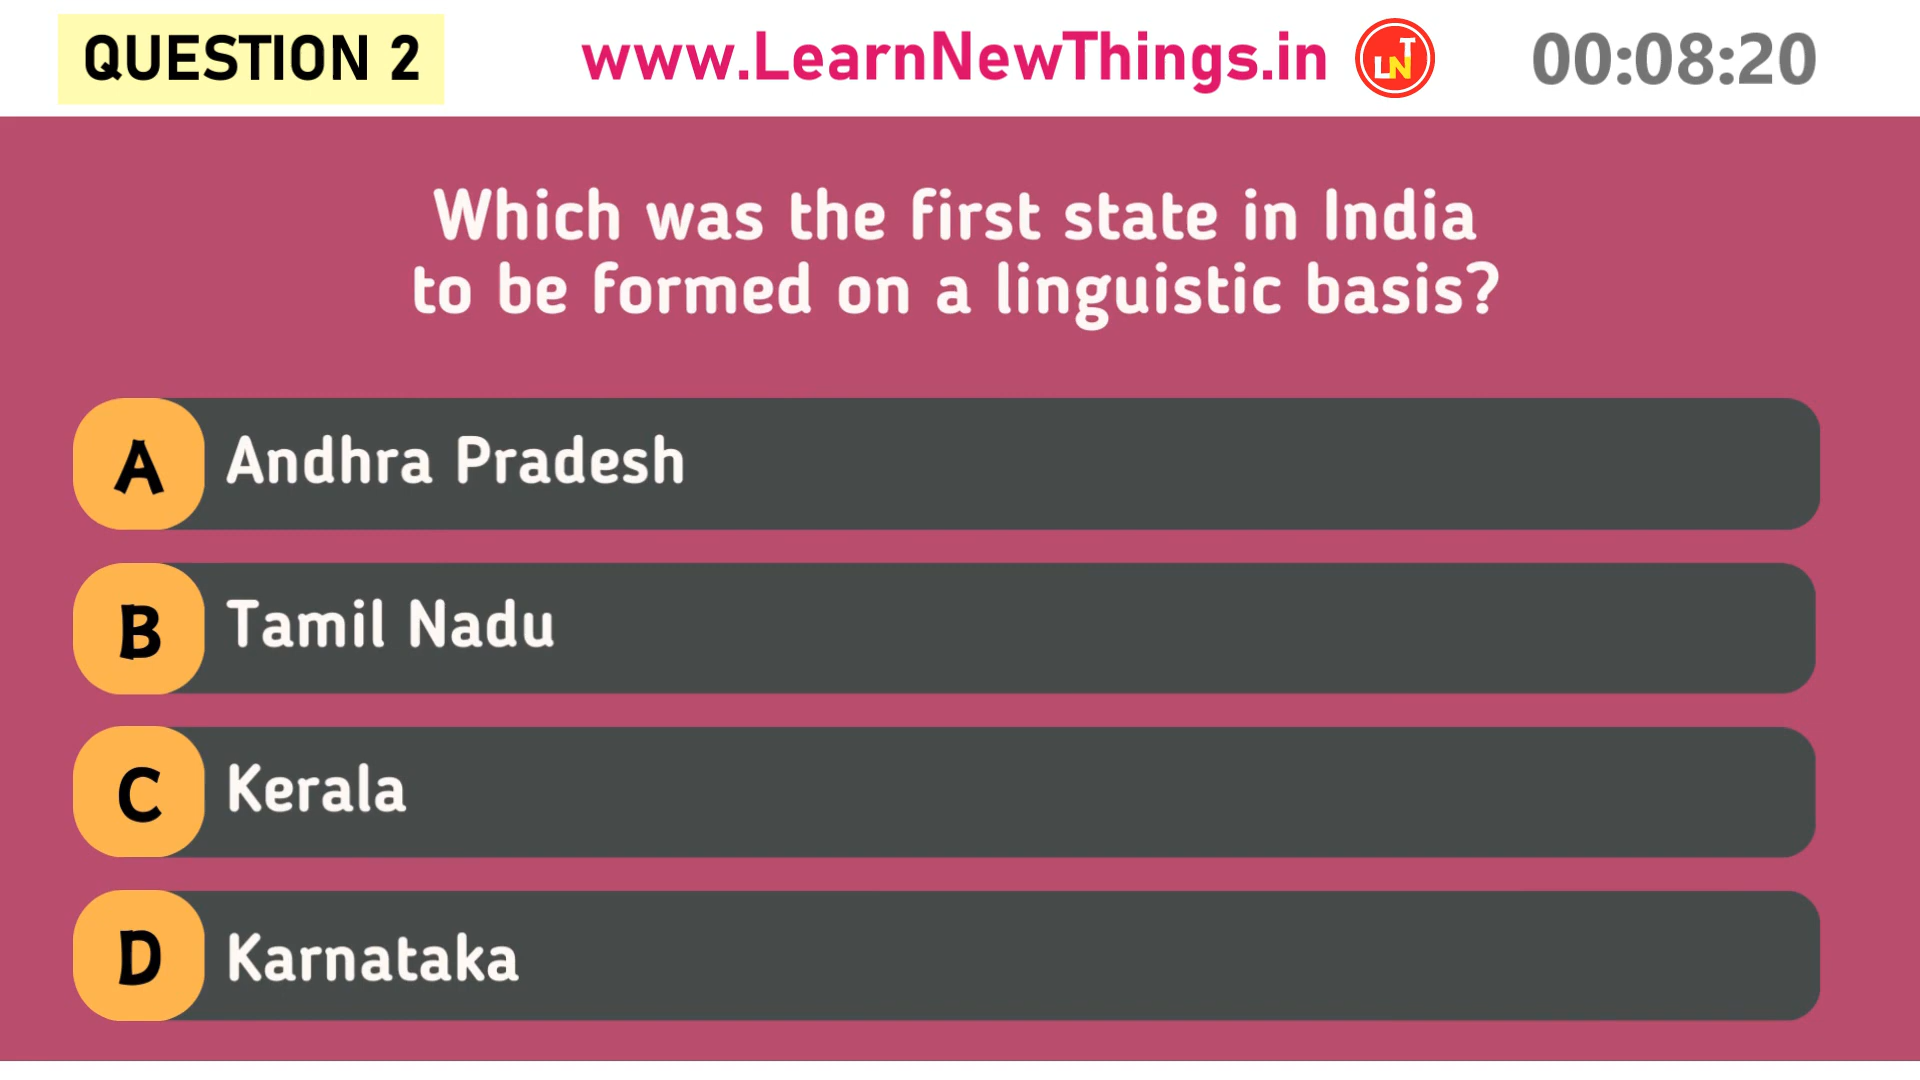 QUESTION 2
www.LearnNewThings.in
LNT
00:08:20
Which was the first state in India
to be formed on a linguistic basis?
A Andhra Pradesh
B Tamil Nadu
C Kerala
D Karnataka